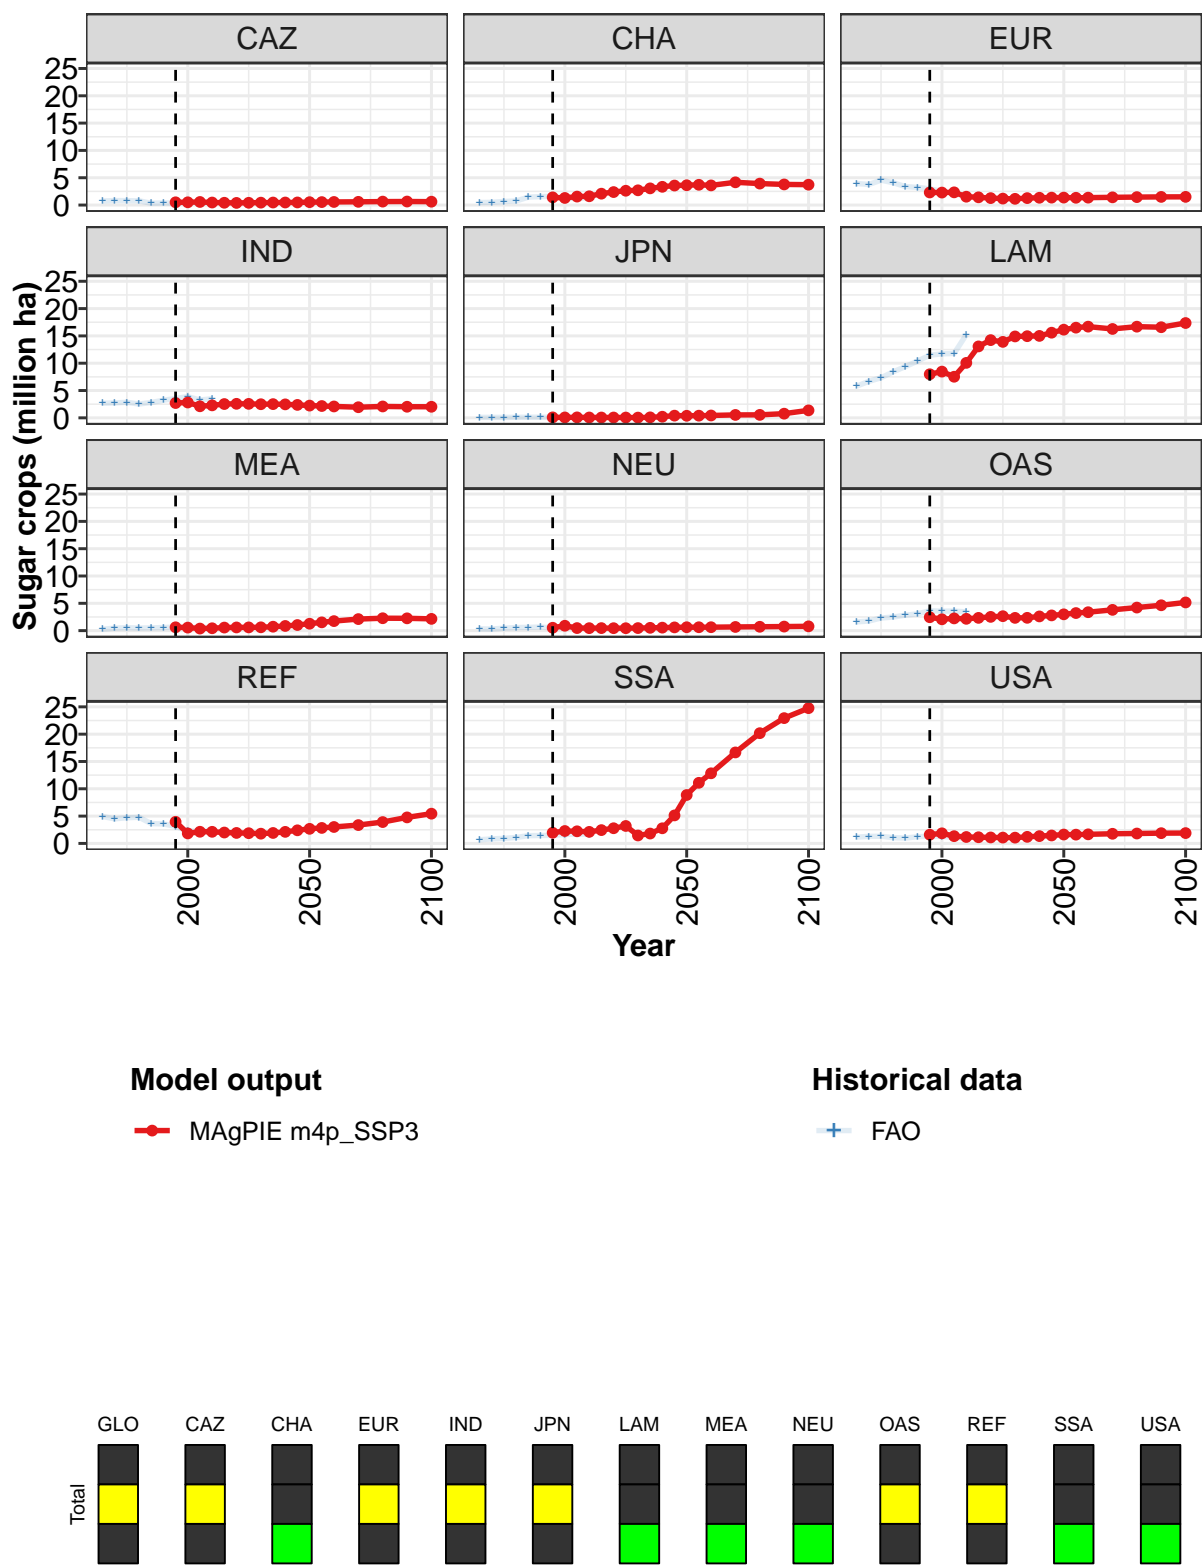 CAZ CHA EUR
25
20
15
10
5
0
IND JPN LAM
25
20
15
10
5
0
MEA NEU OAS
25
20
15
10
5
0
REF SSA USA
25
20
15
10
5
0
Sugar crops (million ha)
2000 2050 2100 2000 2050 2100 2000 2050 2100
Year
Model output Historical data
MAgPIE m4p_SSP3 FAO
GLO CAZ CHA EUR IND JPN LAM MEA NEU OAS REF SSA USA
Total